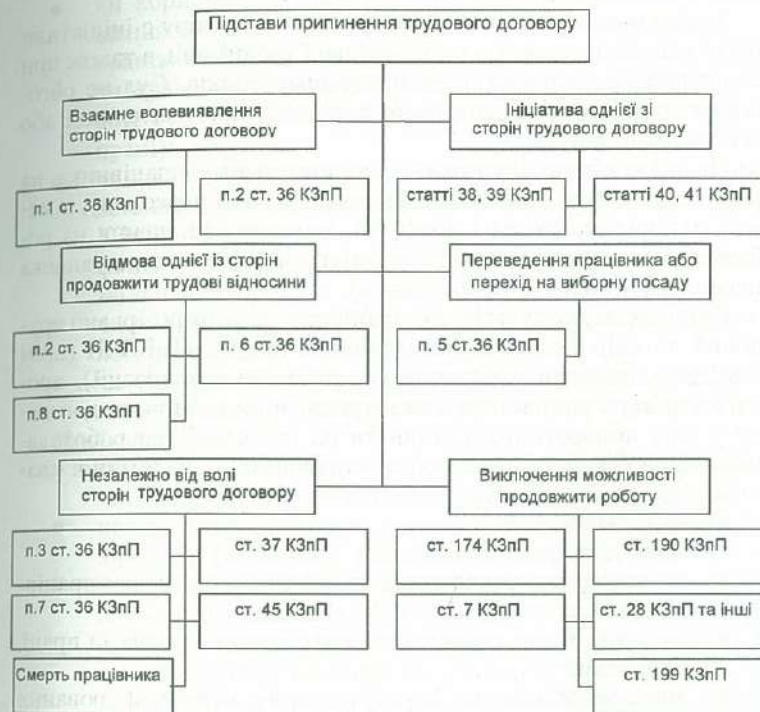 Підстави припинення трудового договору
Взаємне волевиявлення
сторін трудового договору
Ініціатива однієї зі
сторін трудового договору
п.1 ст. 36 КЗпП
п.2 ст. 36 КЗпП
статті 38, 39 КЗпП
статті 40, 41 КЗпП
Відмова однієї із сторін
продовжити трудові відносини
Переведення працівника або
перехід на виборну посаду
п.2 ст. 36 КЗпП
п. 6 ст.36 КЗпП
п. 5 ст.36 КЗпП
п.8 ст. 36 КЗпП
Незалежно від волі
сторін трудового договору
Виключення можливості
продовжити роботу
п.3 ст. 36 КЗпП
ст. 37 КЗпП
ст. 174 КЗпП
ст. 190 КЗпП
п.7 ст. 36 КЗпП
ст. 45 КЗпП
ст. 7 КЗпП
ст. 28 КЗпП та інші
Смерть працівника
ст. 199 КЗпП